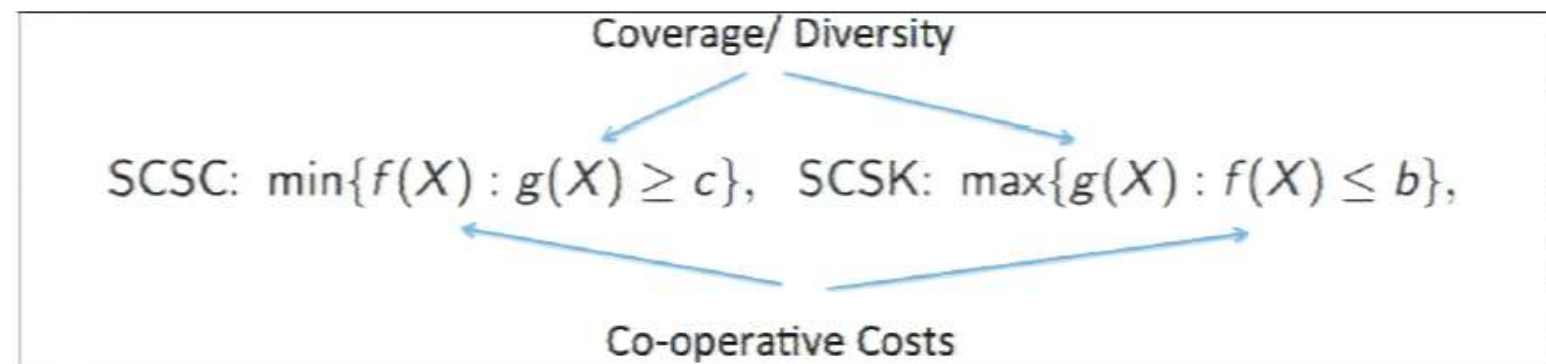 Coverage/ Diversity
SCSC: min{f(X) : g(X) ≥ c}, SCSK: max{g(X) : f(X) ≤ b},
Co-operative Costs